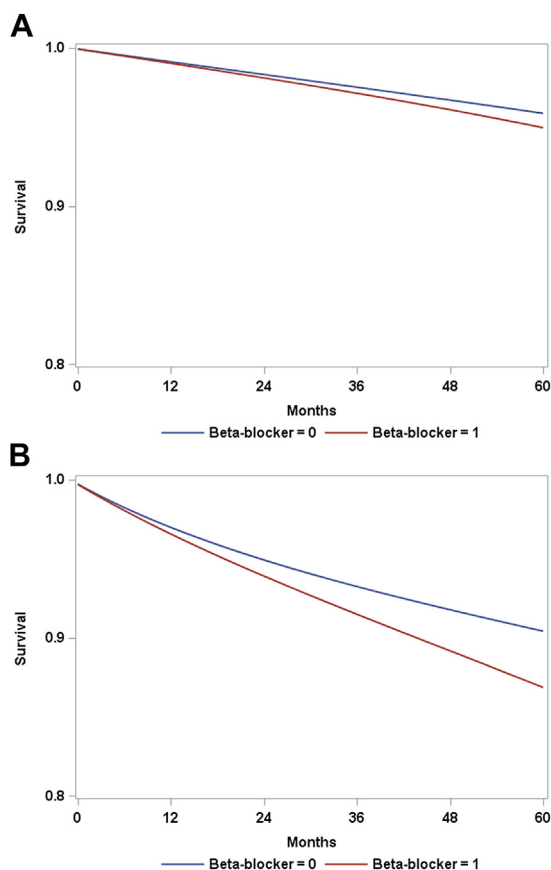 A
1.0
0.9
0.8
Survival
0 12 24 36 48 60
Months
Beta-blocker = 0 Beta-blocker = 1
B
1.0
0.9
0.8
Survival
0 12 24 36 48 60
Months
Beta-blocker = 0 Beta-blocker = 1